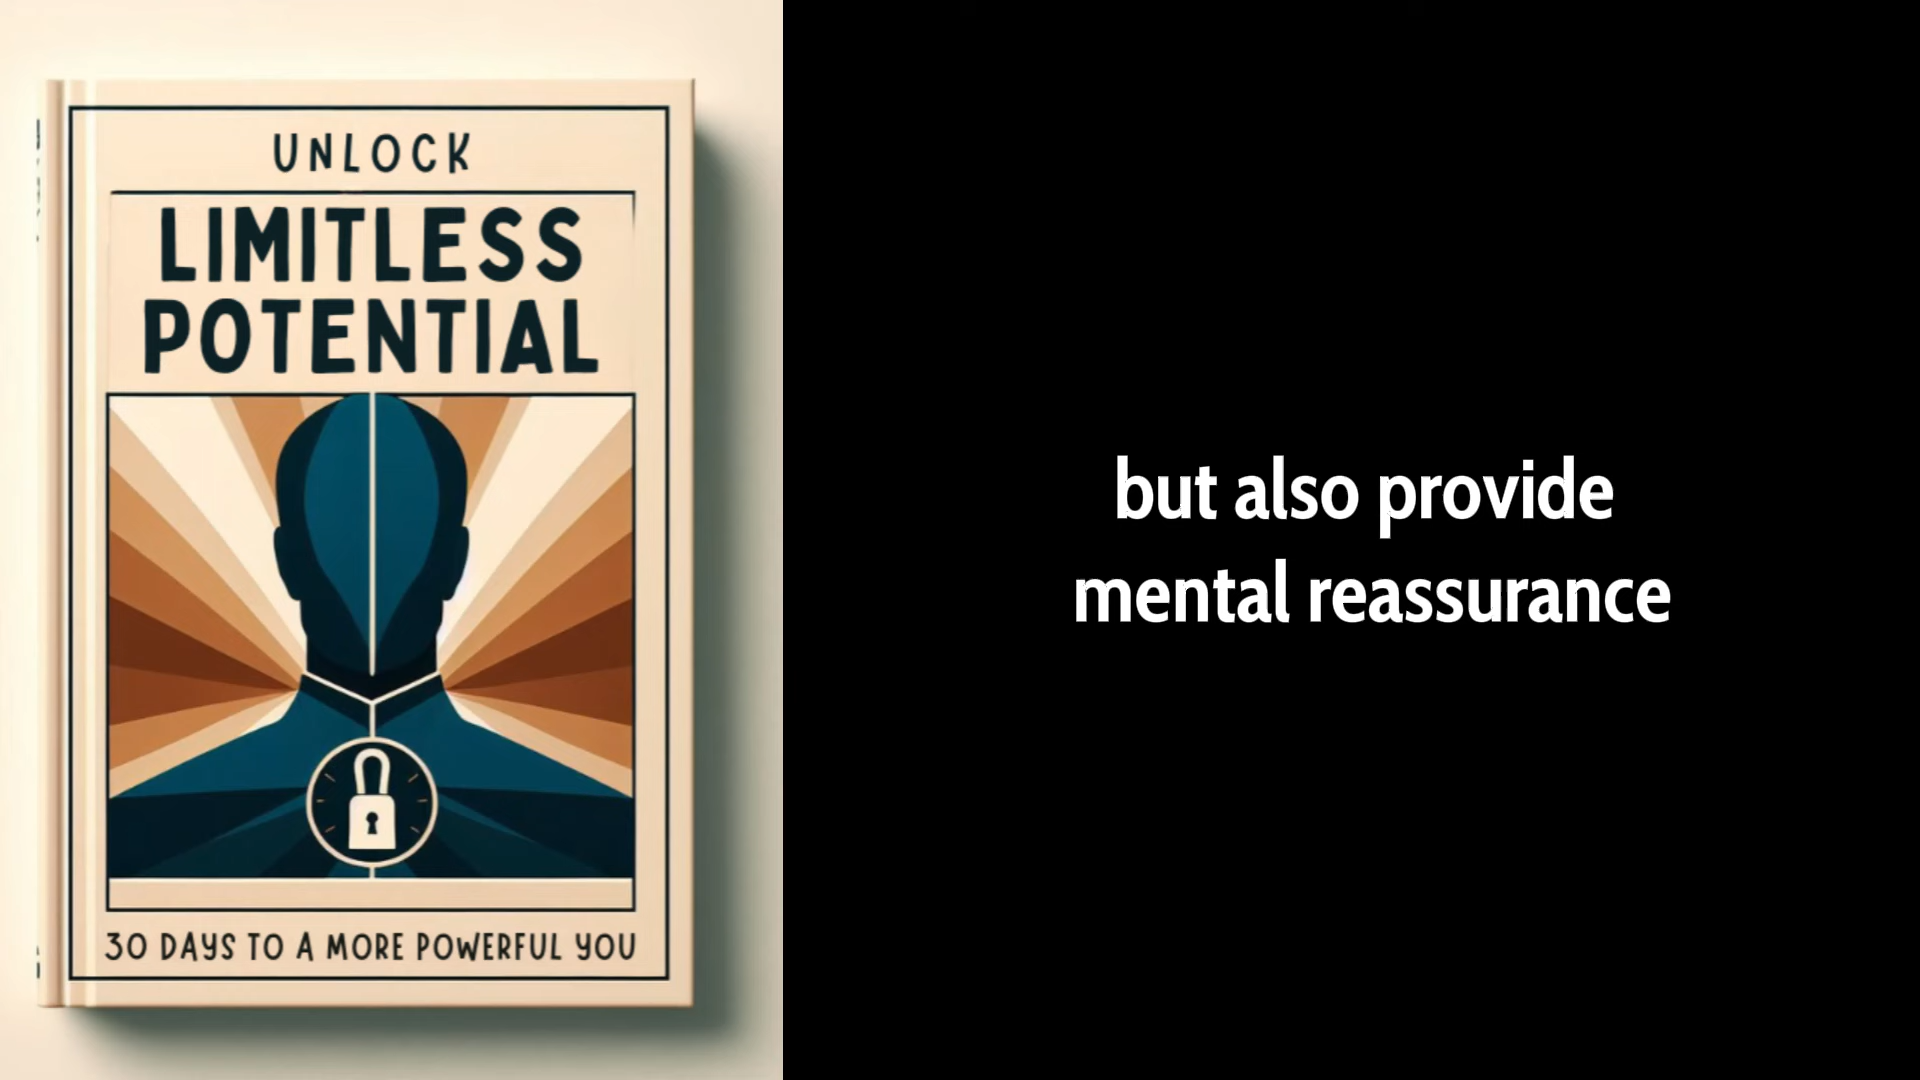 UNLOCK
LIMITLESS
POTENTIAL
30 DAYS TO A MORE POWERFUL YOU
but also provide
mental reassurance